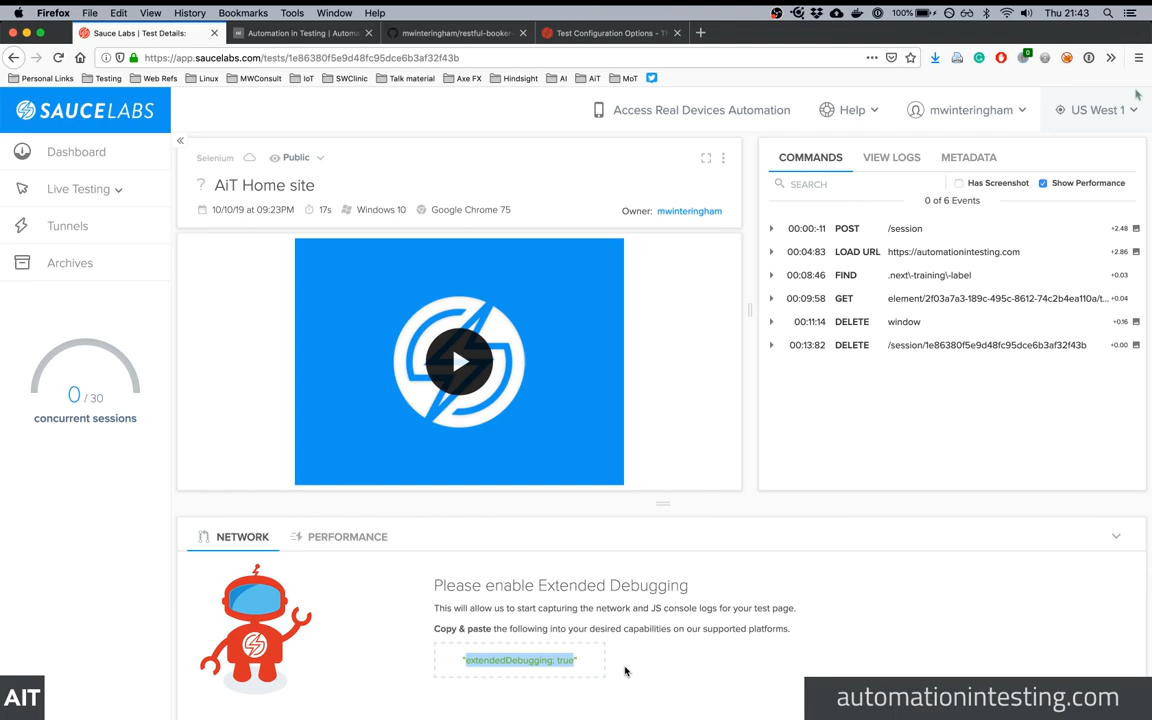 Firefox File Edit View History Bookmarks Tools Window Help 100% Thu 21:43
Sauce Labs | Test Details: Automation in Testing | Automa mwinteringham/restful-booker- Test Configuration Options - Th
https://app.saucelabs.com/tests/1e86380f5e9d48fc95dce6b3af32f43b
Personal Links Testing Web Refs Linux MWConsult IoT SWClinic Talk material Axe FX Hindsight AI AiT MoT
SAUCELABS Access Real Devices Automation Help mwinteringham US West 1
Dashboard
Live Testing
Tunnels
Archives
0 / 30
concurrent sessions
Selenium Public
? AiT Home site
10/10/19 at 09:23PM 17s Windows 10 Google Chrome 75 Owner: mwinteringham
COMMANDS VIEW LOGS METADATA
SEARCH Has Screenshot Show Performance
0 of 6 Events
00:00:-11 POST /session +2.48
00:04:83 LOAD URL https://automationintesting.com +2.86
00:08:46 FIND .next\-training\-label +0.03
00:09:58 GET element/2f03a7a3-189c-495c-8612-74c2b4ea110a/t... +0.04
00:11:14 DELETE window +0.16
00:13:82 DELETE /session/1e86380f5e9d48fc95dce6b3af32f43b +0.00
NETWORK PERFORMANCE
Please enable Extended Debugging
This will allow us to start capturing the network and JS console logs for your test page.
Copy & paste the following into your desired capabilities on our supported platforms.
"extendedDebugging: true"
AIT automationintesting.com